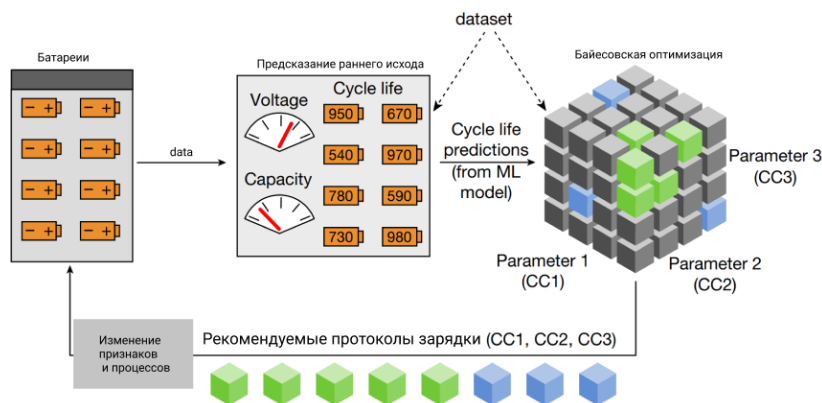 dataset
Батареии
Предсказание раннего исхода
Байесовская оптимизация
Voltage
Cycle life
950
670
540
970
Capacity
780
590
730
980
data
Cycle life
predictions
(from ML
model)
Parameter 3
(CC3)
Parameter 1
(CC1)
Parameter 2
(CC2)
Изменение
признаков
и процессов
Рекомендуемые протоколы зарядки (CC1, CC2, CC3)